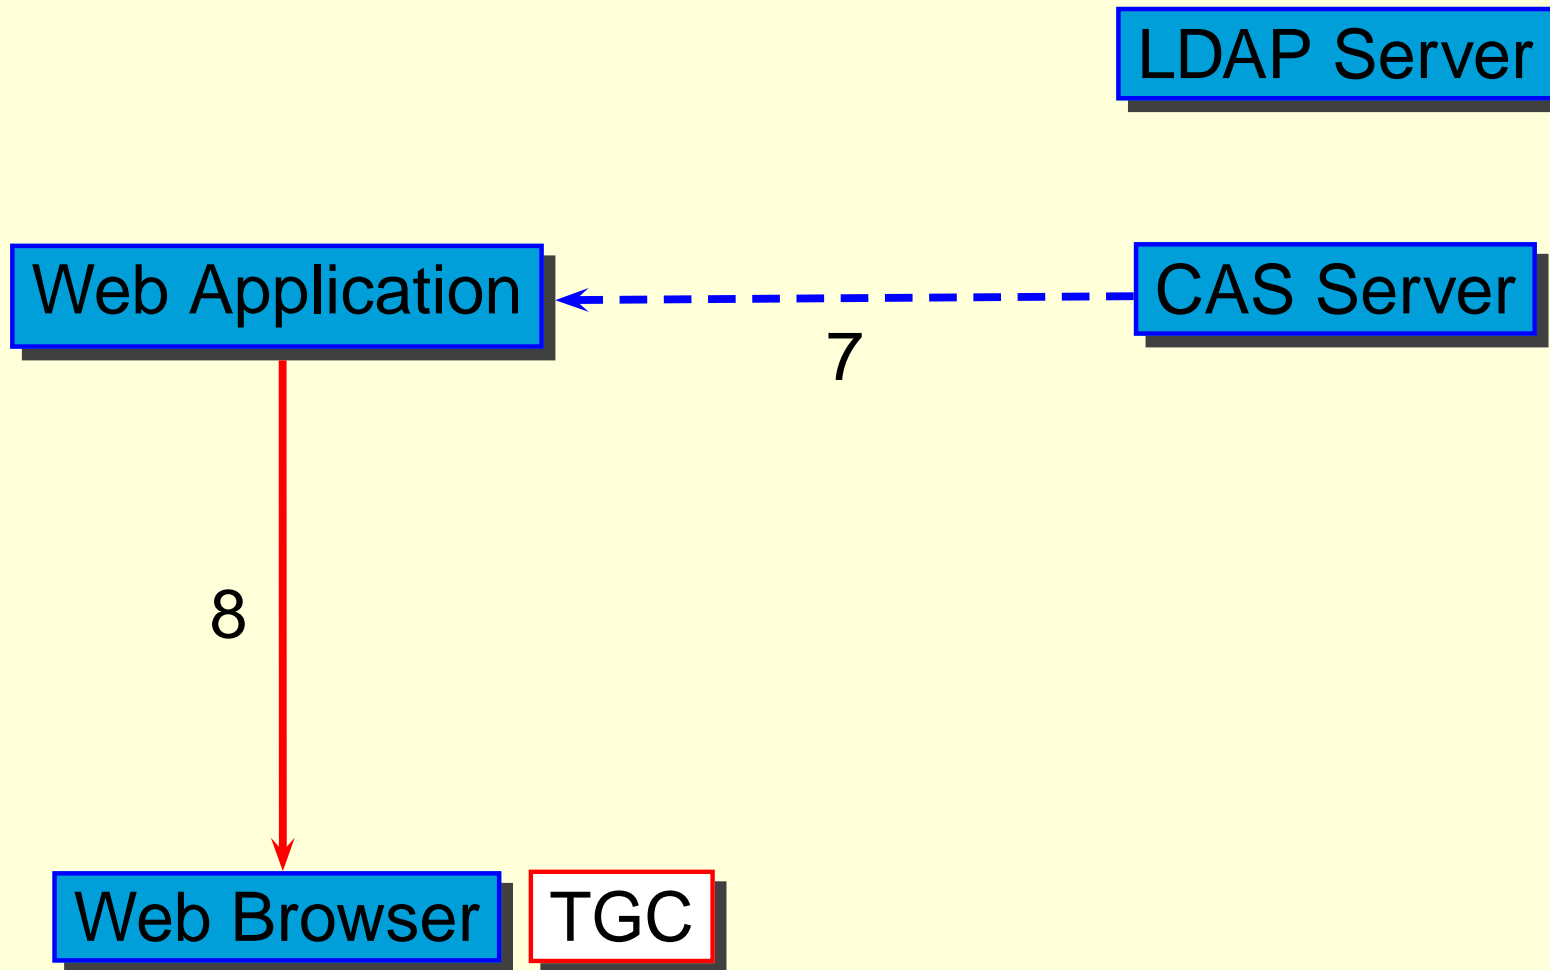 LDAP Server
Web Application
CAS Server
7
8
Web Browser
TGC